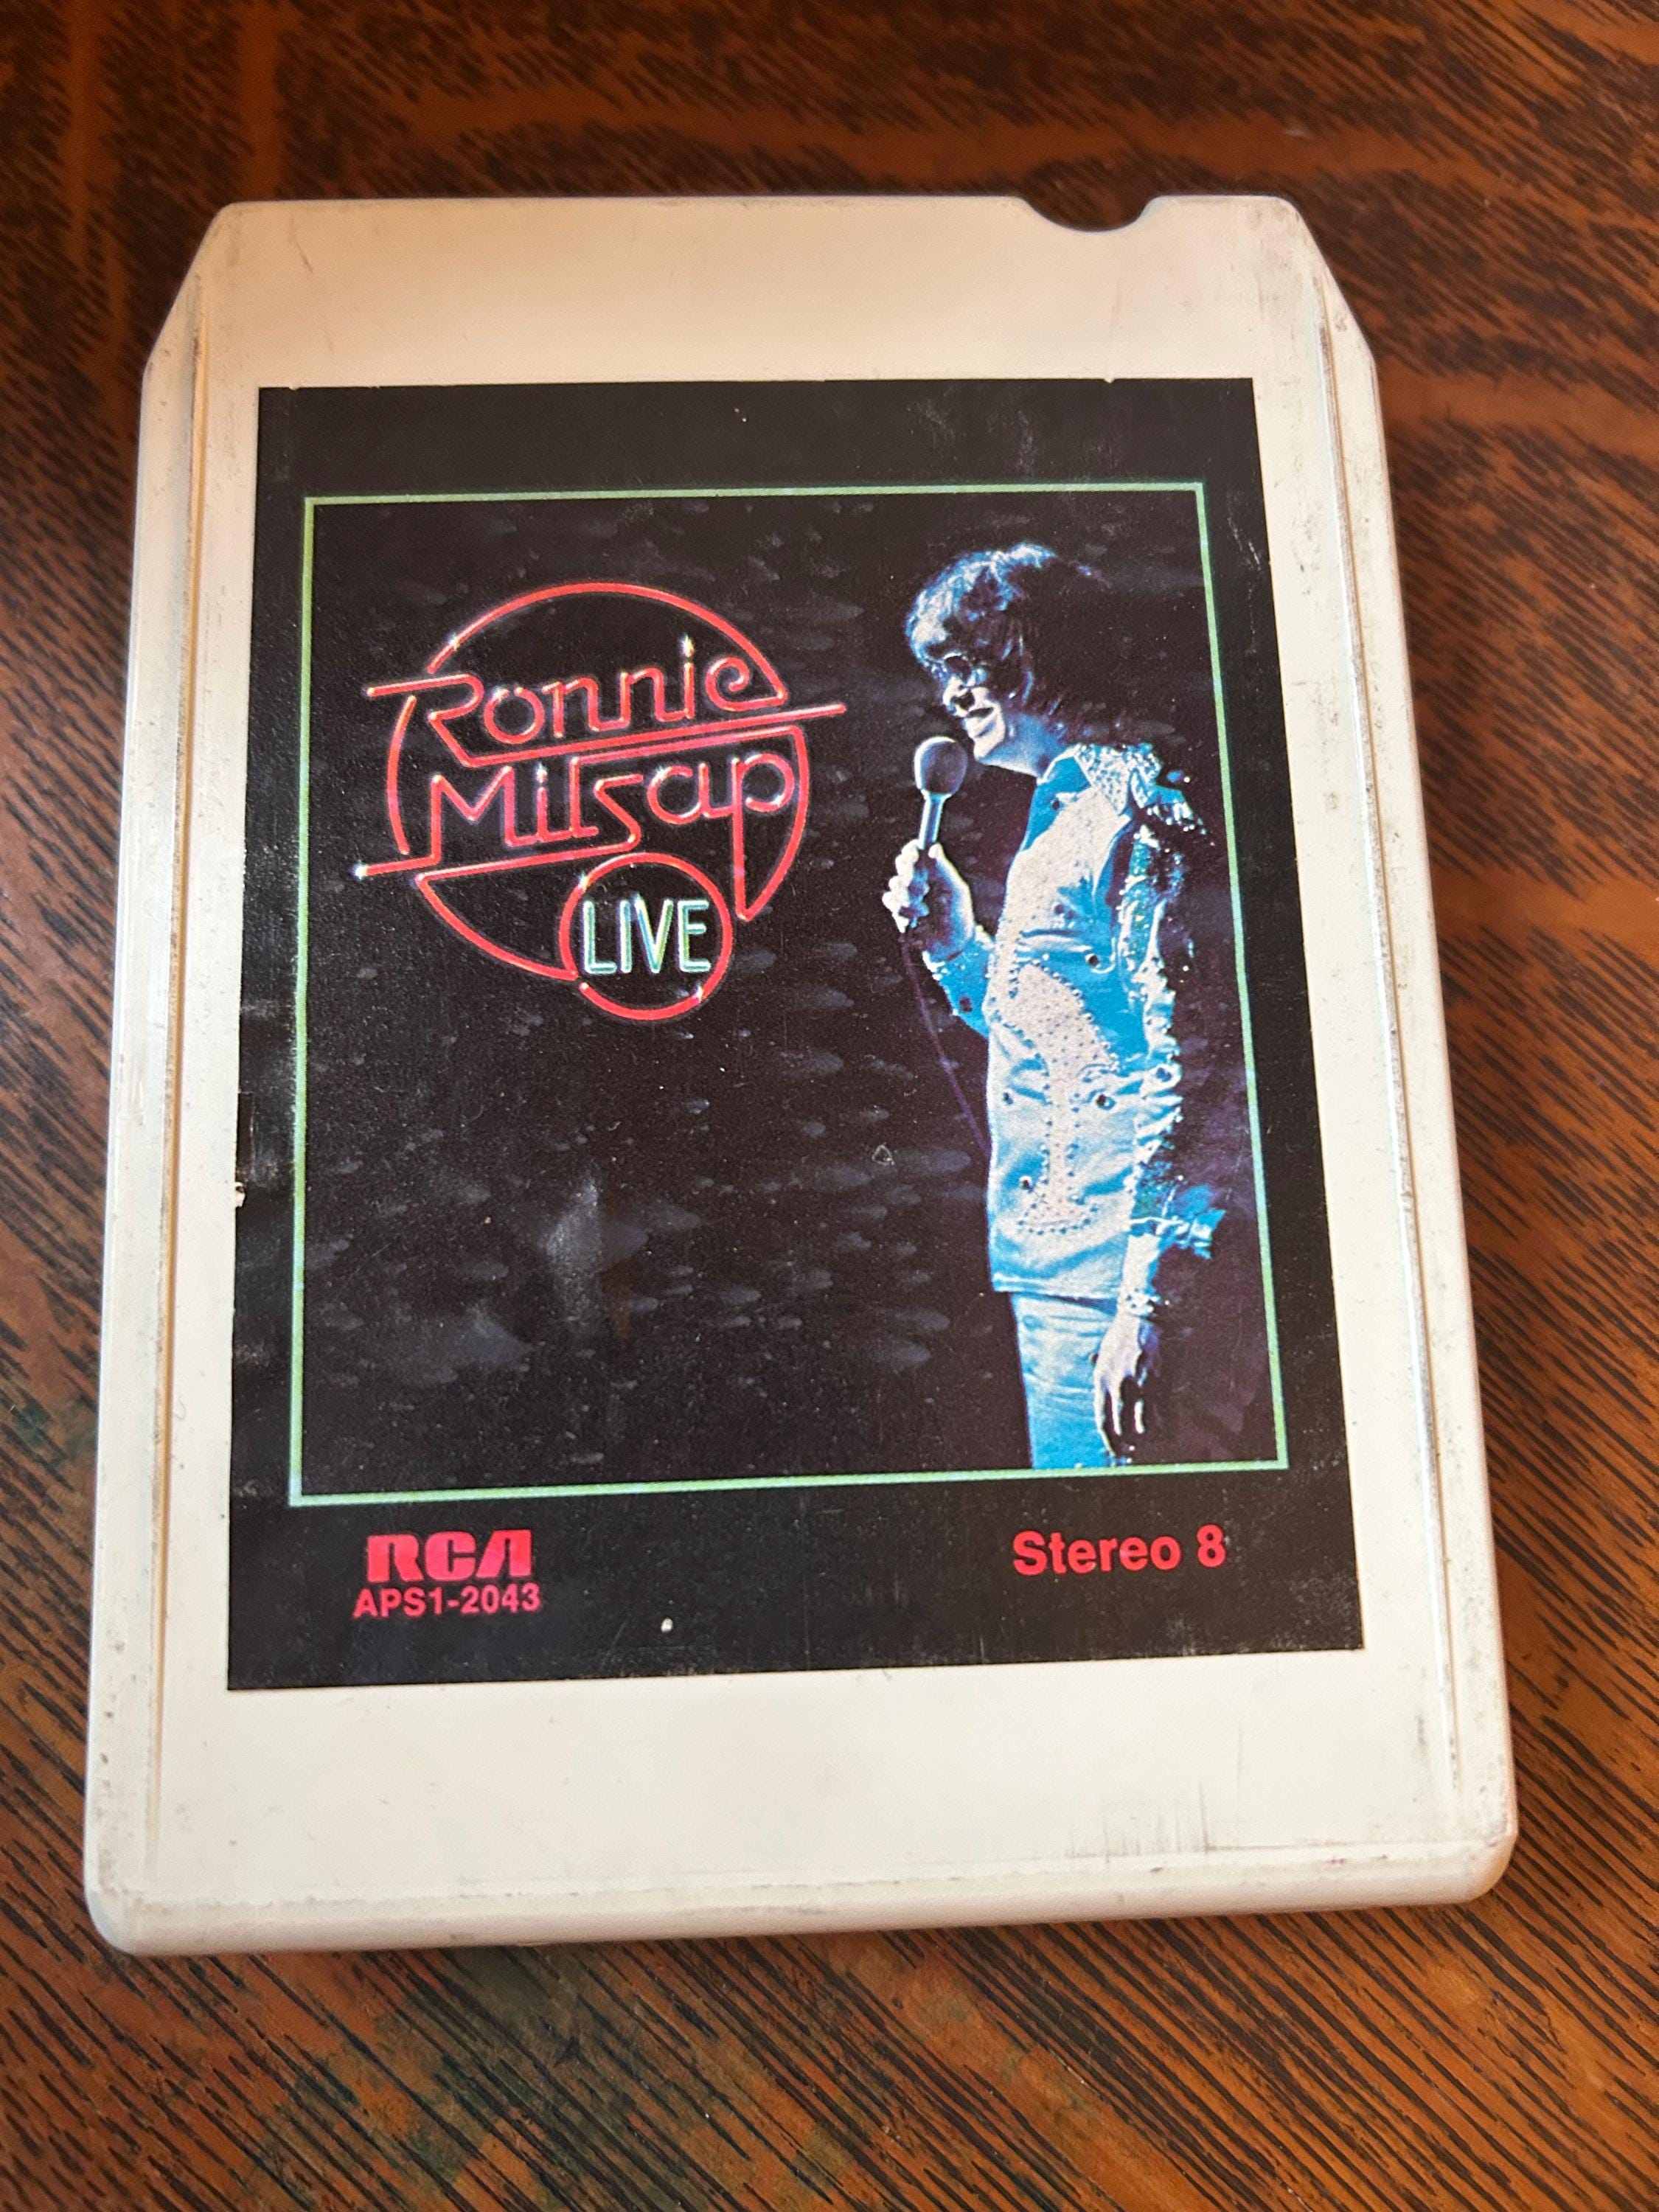 Ronnie
Milsap
LIVE
RCA
APS1-2043
Stereo 8